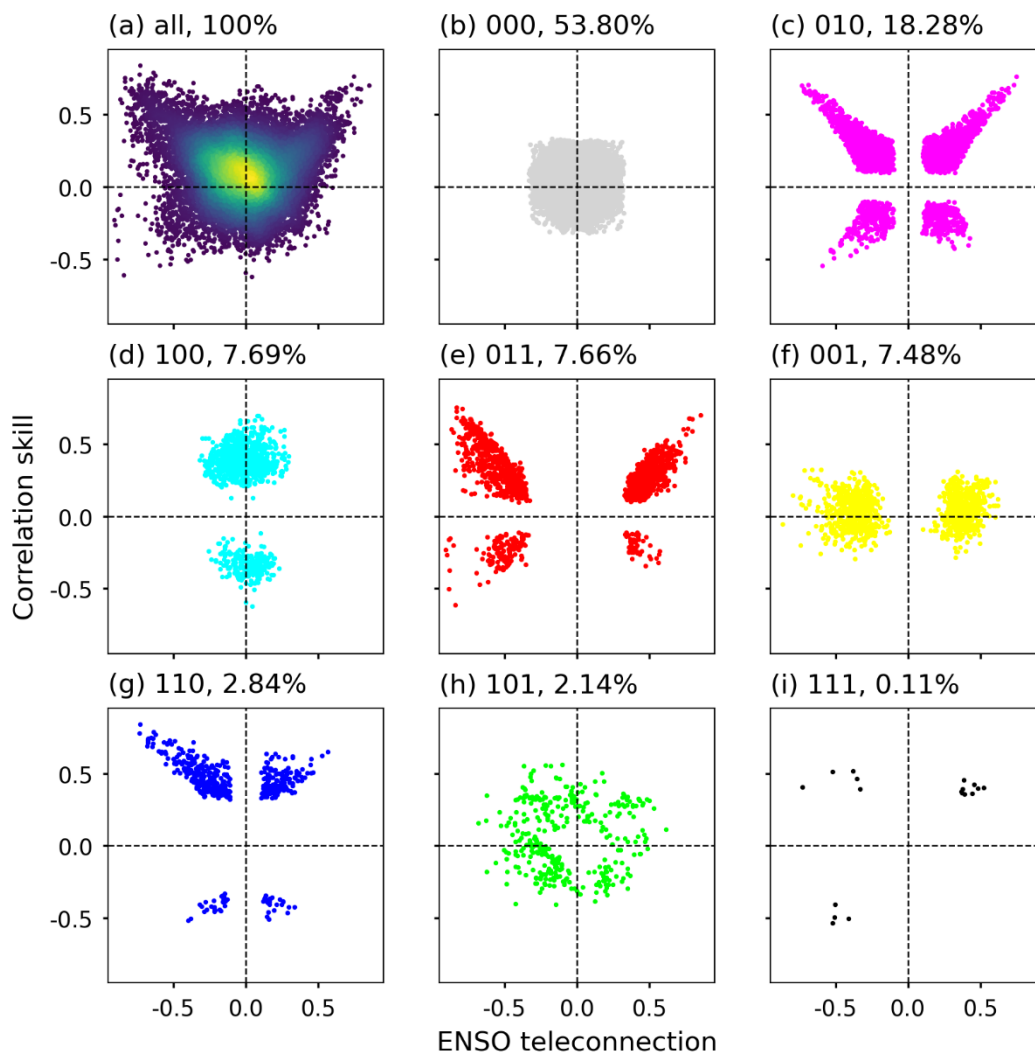 (a) all, 100%
(b) 000, 53.80%
(c) 010, 18.28%
0.5
0.0
-0.5
(d) 100, 7.69%
(e) 011, 7.66%
(f) 001, 7.48%
Correlation skill
0.5
0.0
-0.5
(g) 110, 2.84%
(h) 101, 2.14%
(i) 111, 0.11%
0.5
0.0
-0.5
-0.5 0.0 0.5
-0.5 0.0 0.5
-0.5 0.0 0.5
ENSO teleconnection